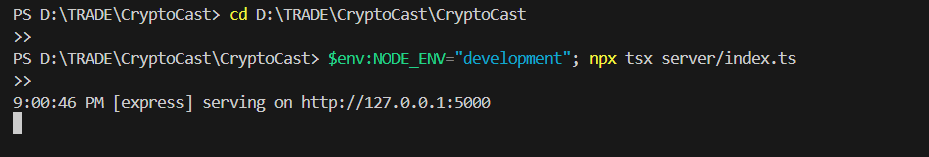 PS D:\TRADE\CryptoCast> cd D:\TRADE\CryptoCast\CryptoCast
>>
PS D:\TRADE\CryptoCast\CryptoCast> $env:NODE_ENV="development"; npx tsx server/index.ts
>>
9:00:46 PM [express] serving on http://127.0.0.1:5000